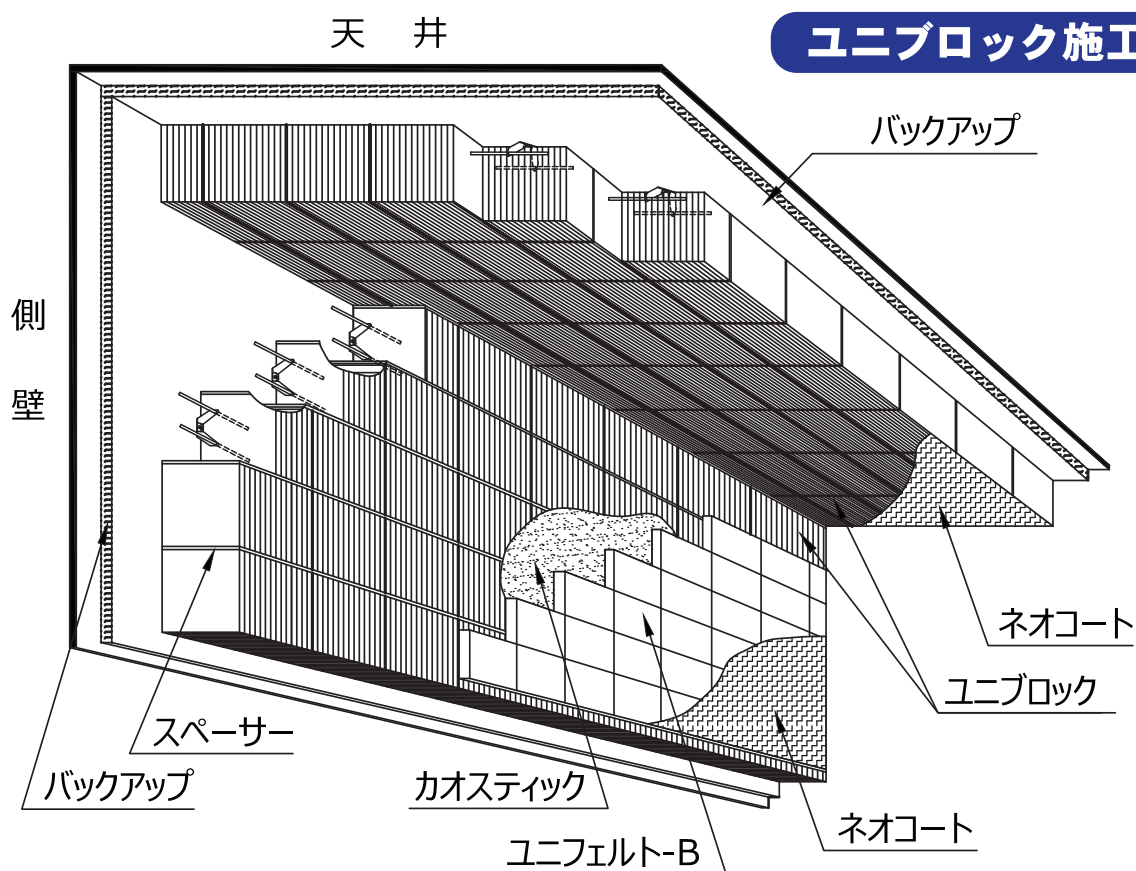 天 井
ユニブロック施工
バックアップ
側
壁
ネオコート
ユニブロック
スペーサー
バックアップ
カオスティック
ネオコート
ユニフェルト-B